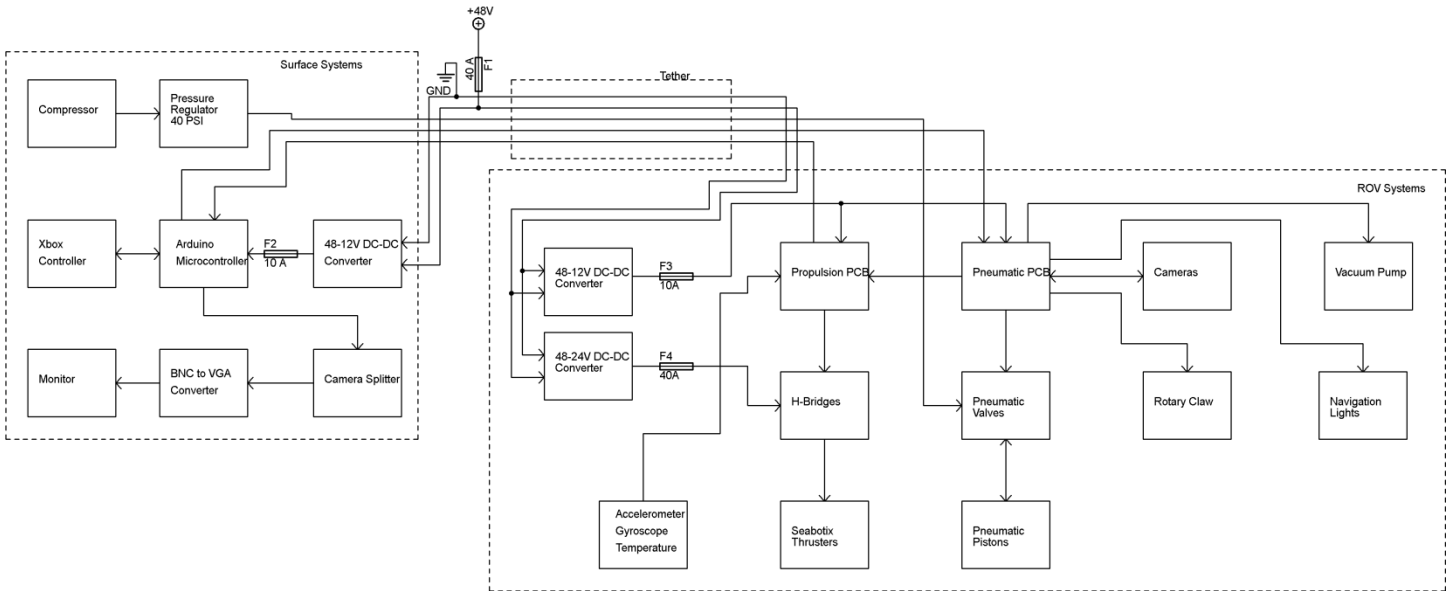 +48V
40 A
F1
GND
Surface Systems
Compressor
Pressure
Regulator
40 PSI
Xbox
Controller
Arduino
Microcontroller
F2
10 A
48-12V DC-DC
Converter
Monitor
BNC to VGA
Converter
Camera Splitter
Tether
ROV Systems
48-12V DC-DC
Converter
F3
10A
Propulsion PCB
Pneumatic PCB
Cameras
Vacuum Pump
48-24V DC-DC
Converter
F4
40A
H-Bridges
Pneumatic
Valves
Rotary Claw
Navigation
Lights
Accelerometer
Gyroscope
Temperature
Seabotix
Thrusters
Pneumatic
Pistons